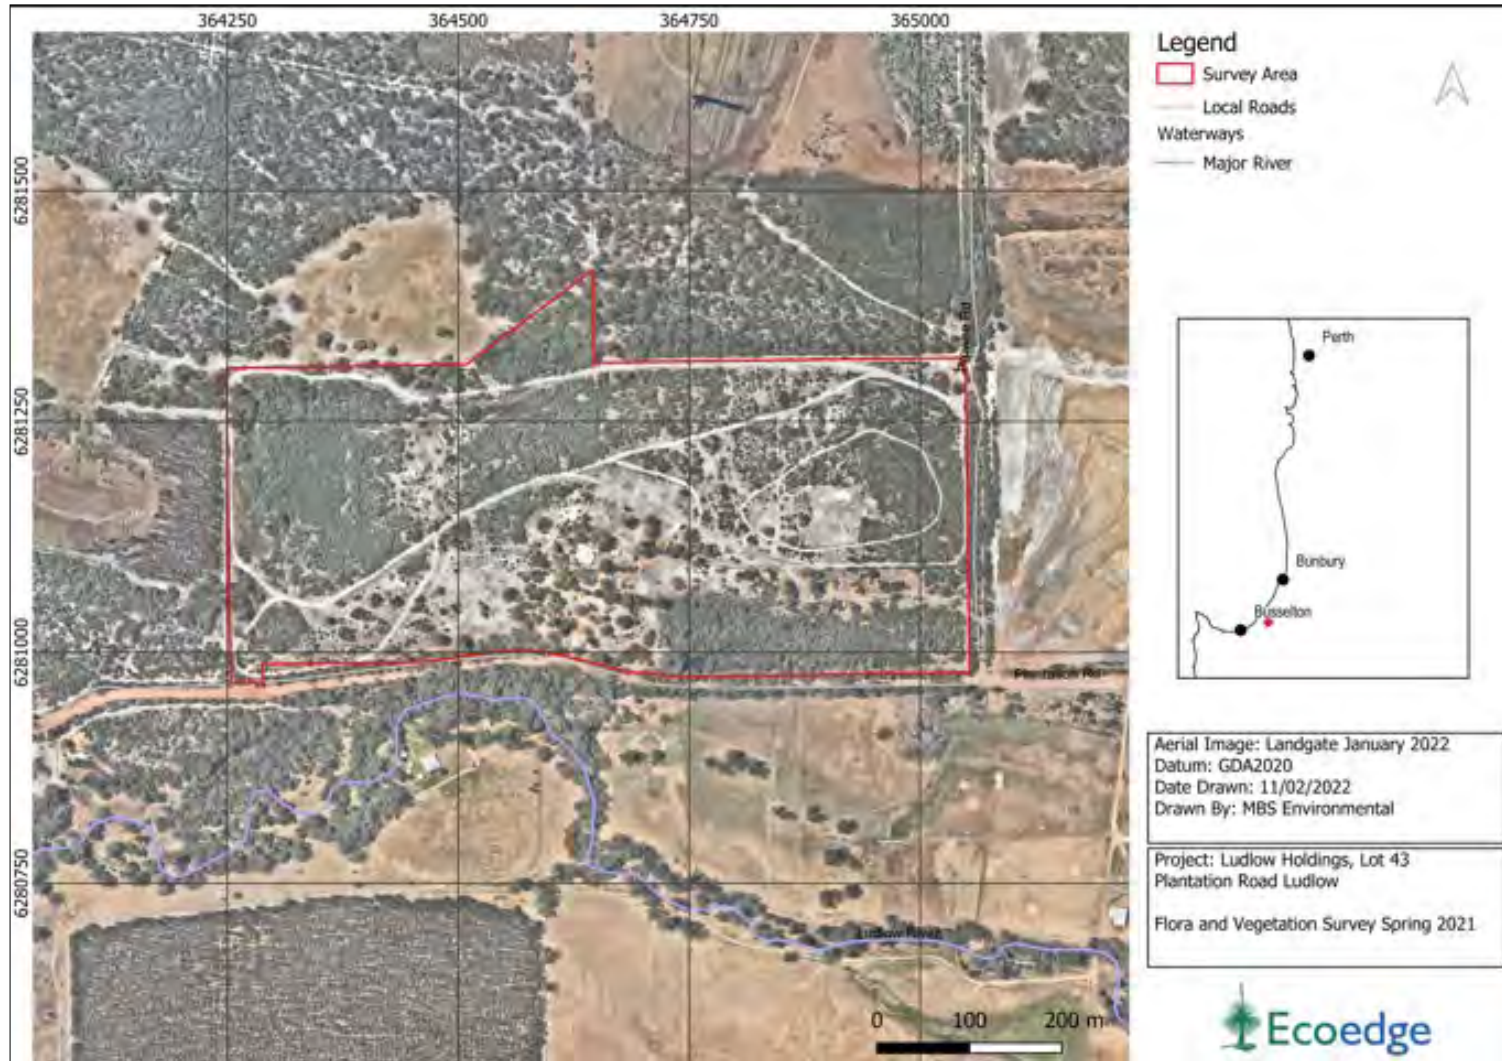 364250 364500 364750 365000
6281500
6281250
6281000
6280750
Plantation Rd
Ludlow River
0 100 200 m
Legend
Survey Area
Local Roads
Waterways
Major River
Perth
Bunbury
Busselton
Aerial Image: Landgate January 2022
Datum: GDA2020
Date Drawn: 11/02/2022
Drawn By: MBS Environmental
Project: Ludlow Holdings, Lot 43
Plantation Road Ludlow
Flora and Vegetation Survey Spring 2021
Ecoedge